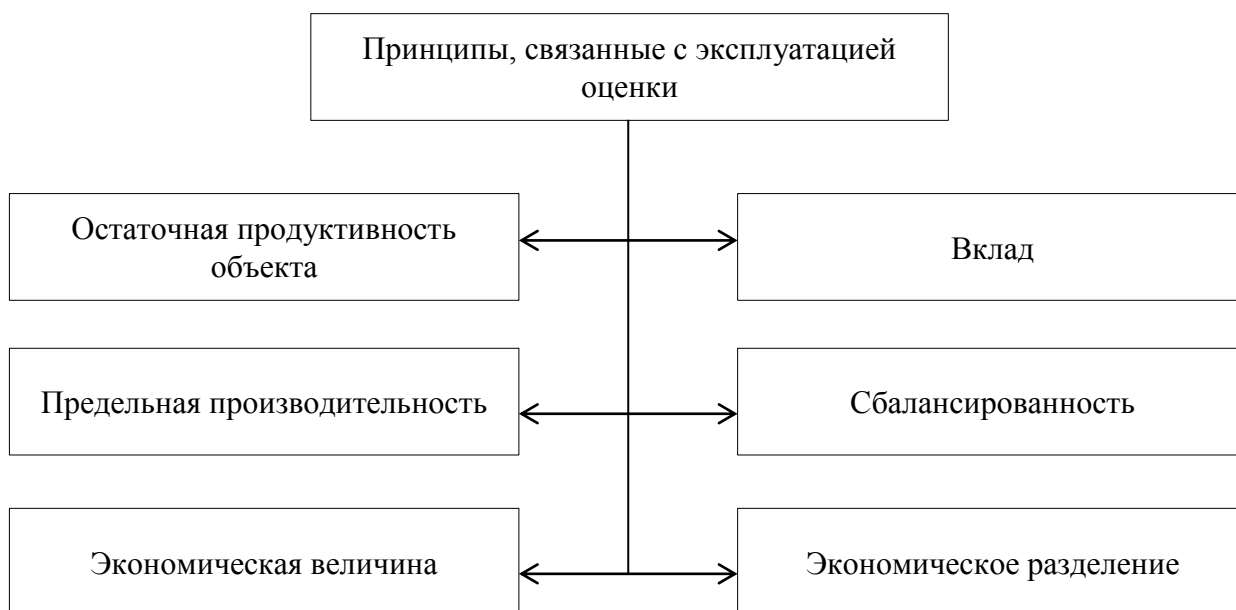 Принципы, связанные с эксплуатацией
оценки
Остаточная продуктивность
объекта
Вклад
Предельная производительность
Сбалансированность
Экономическая величина
Экономическое разделение